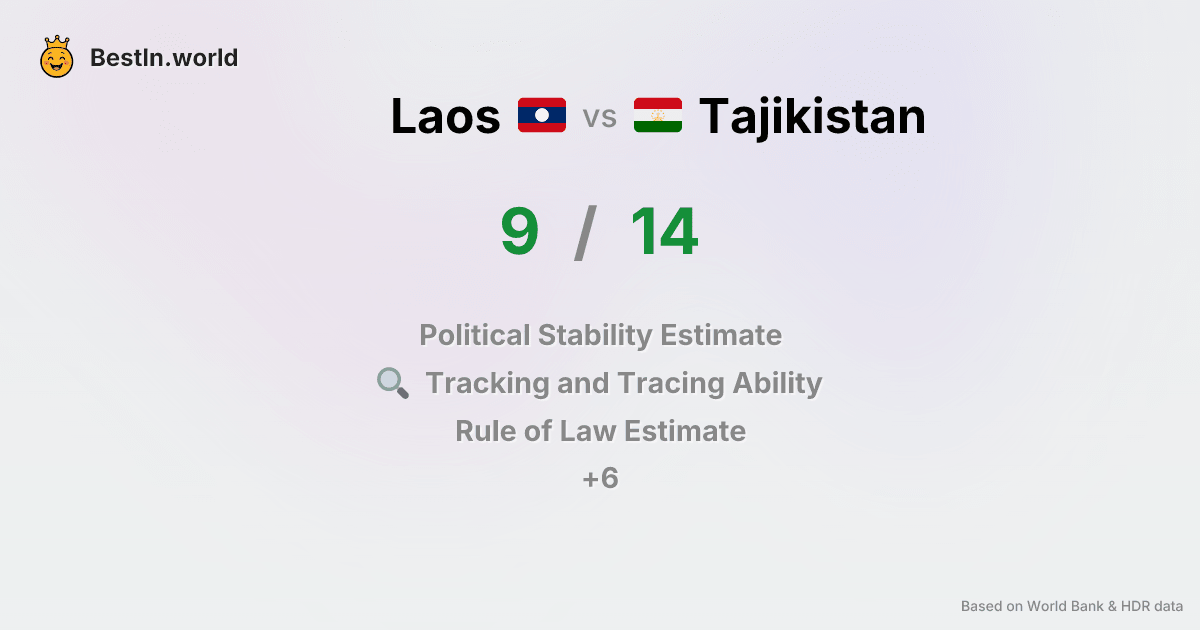 BestIn.world
Laos vs Tajikistan
9 / 14
Political Stability Estimate
Tracking and Tracing Ability
Rule of Law Estimate
+6
Based on World Bank & HDR data